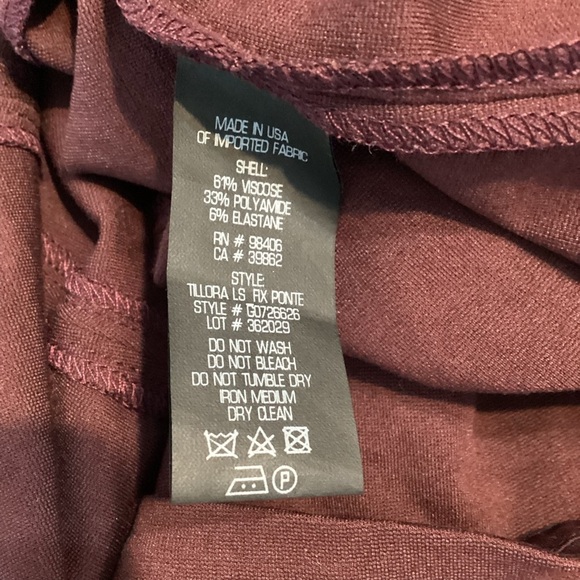 MADE IN USA
OF IMPORTED FABRIC
SHELL:
61% VISCOSE
33% POLYAMIDE
6% ELASTANE
RN # 98406
CA # 39862
STYLE:
TILLORA LS FIX PONTE
STYLE # G0726626
LOT # 362029
DO NOT WASH
DO NOT BLEACH
DO NOT TUMBLE DRY
IRON MEDIUM
DRY CLEAN
P